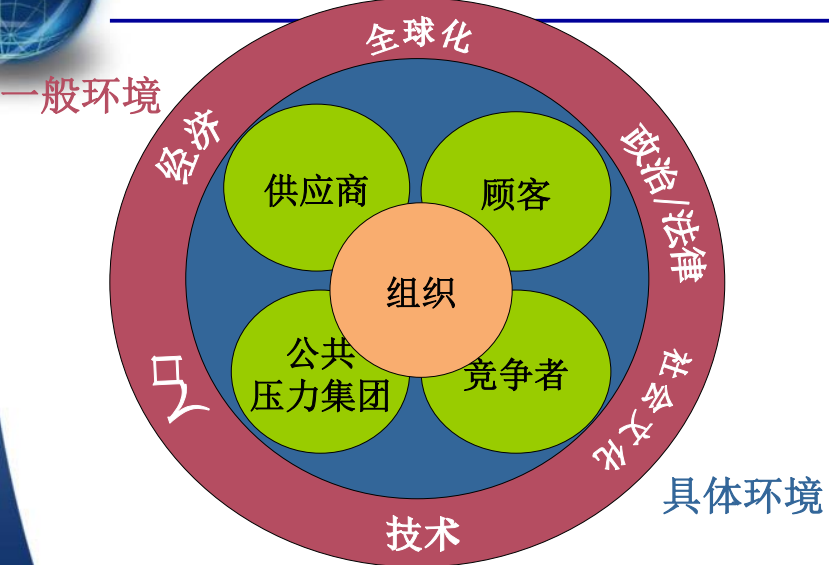 全球化
一般环境
经济
政治/法律
供应商
顾客
组织
公共
压力集团
竞争者
人口
社会文化
具体环境
技术